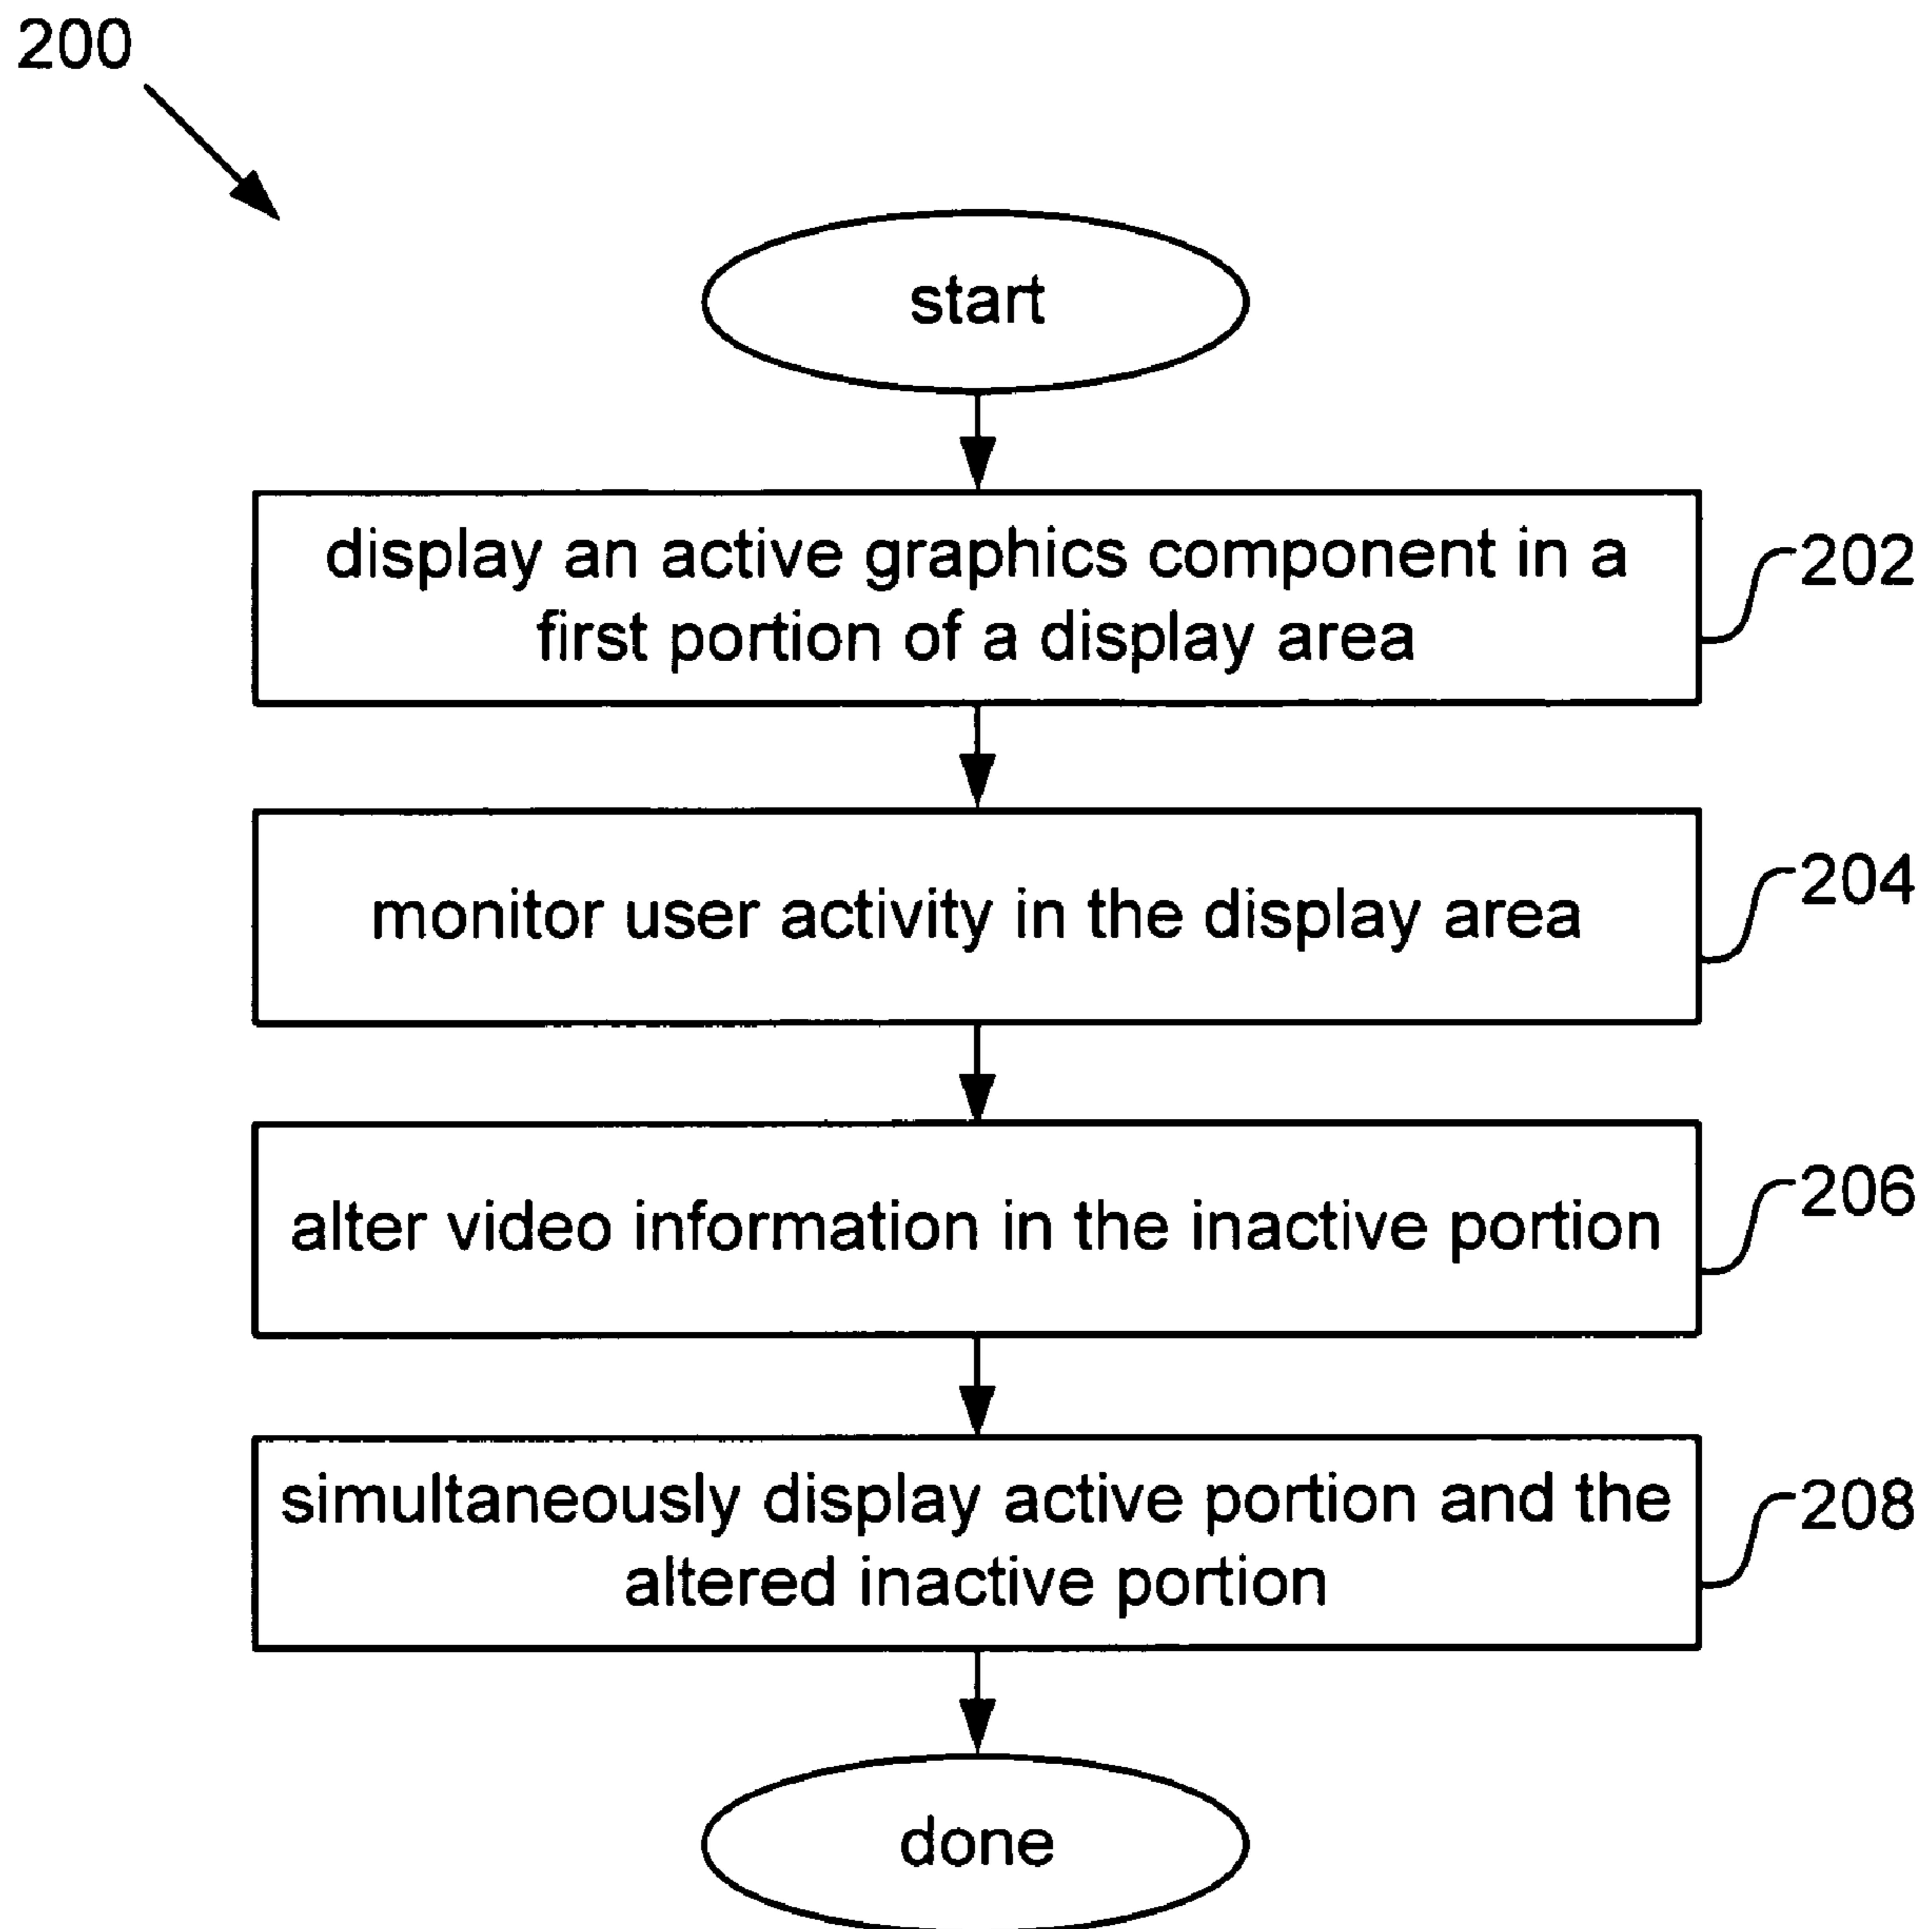 200
start
display an active graphics component in a
first portion of a display area
202
monitor user activity in the display area
204
alter video information in the inactive portion
206
simultaneously display active portion and the
altered inactive portion
208
done